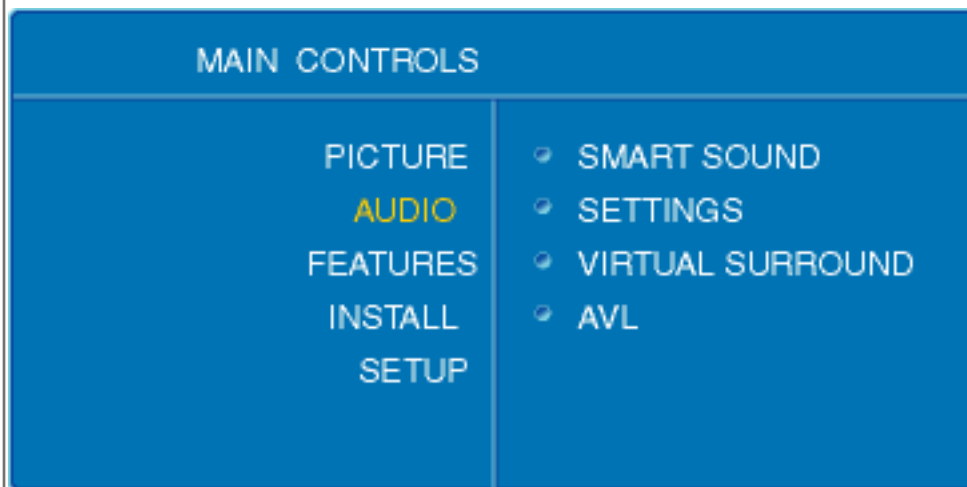 MAIN CONTROLS
PICTURE
AUDIO
FEATURES
INSTALL
SETUP
SMART SOUND
SETTINGS
VIRTUAL SURROUND
AVL